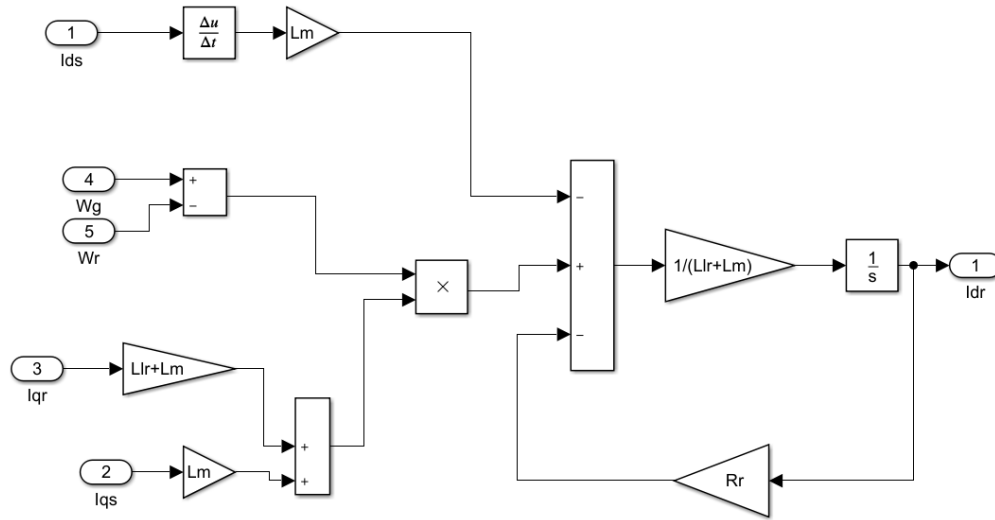 1
Ids
Δu
Δt
Lm
4
Wg
5
Wr
+
−
×
3
Iqr
Llr+Lm
2
Iqs
Lm
+
+
−
+
−
1/(Llr+Lm)
1
s
1
Idr
Rr